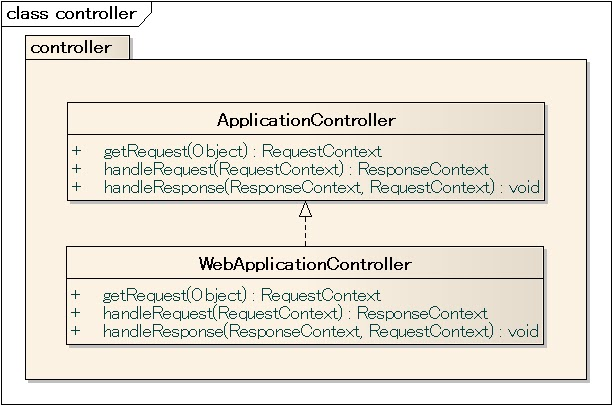 class controller
controller
ApplicationController
+ getRequest(Object) : RequestContext
+ handleRequest(RequestContext) : ResponseContext
+ handleResponse(ResponseContext, RequestContext) : void
WebApplicationController
+ getRequest(Object) : RequestContext
+ handleRequest(RequestContext) : ResponseContext
+ handleResponse(ResponseContext, RequestContext) : void